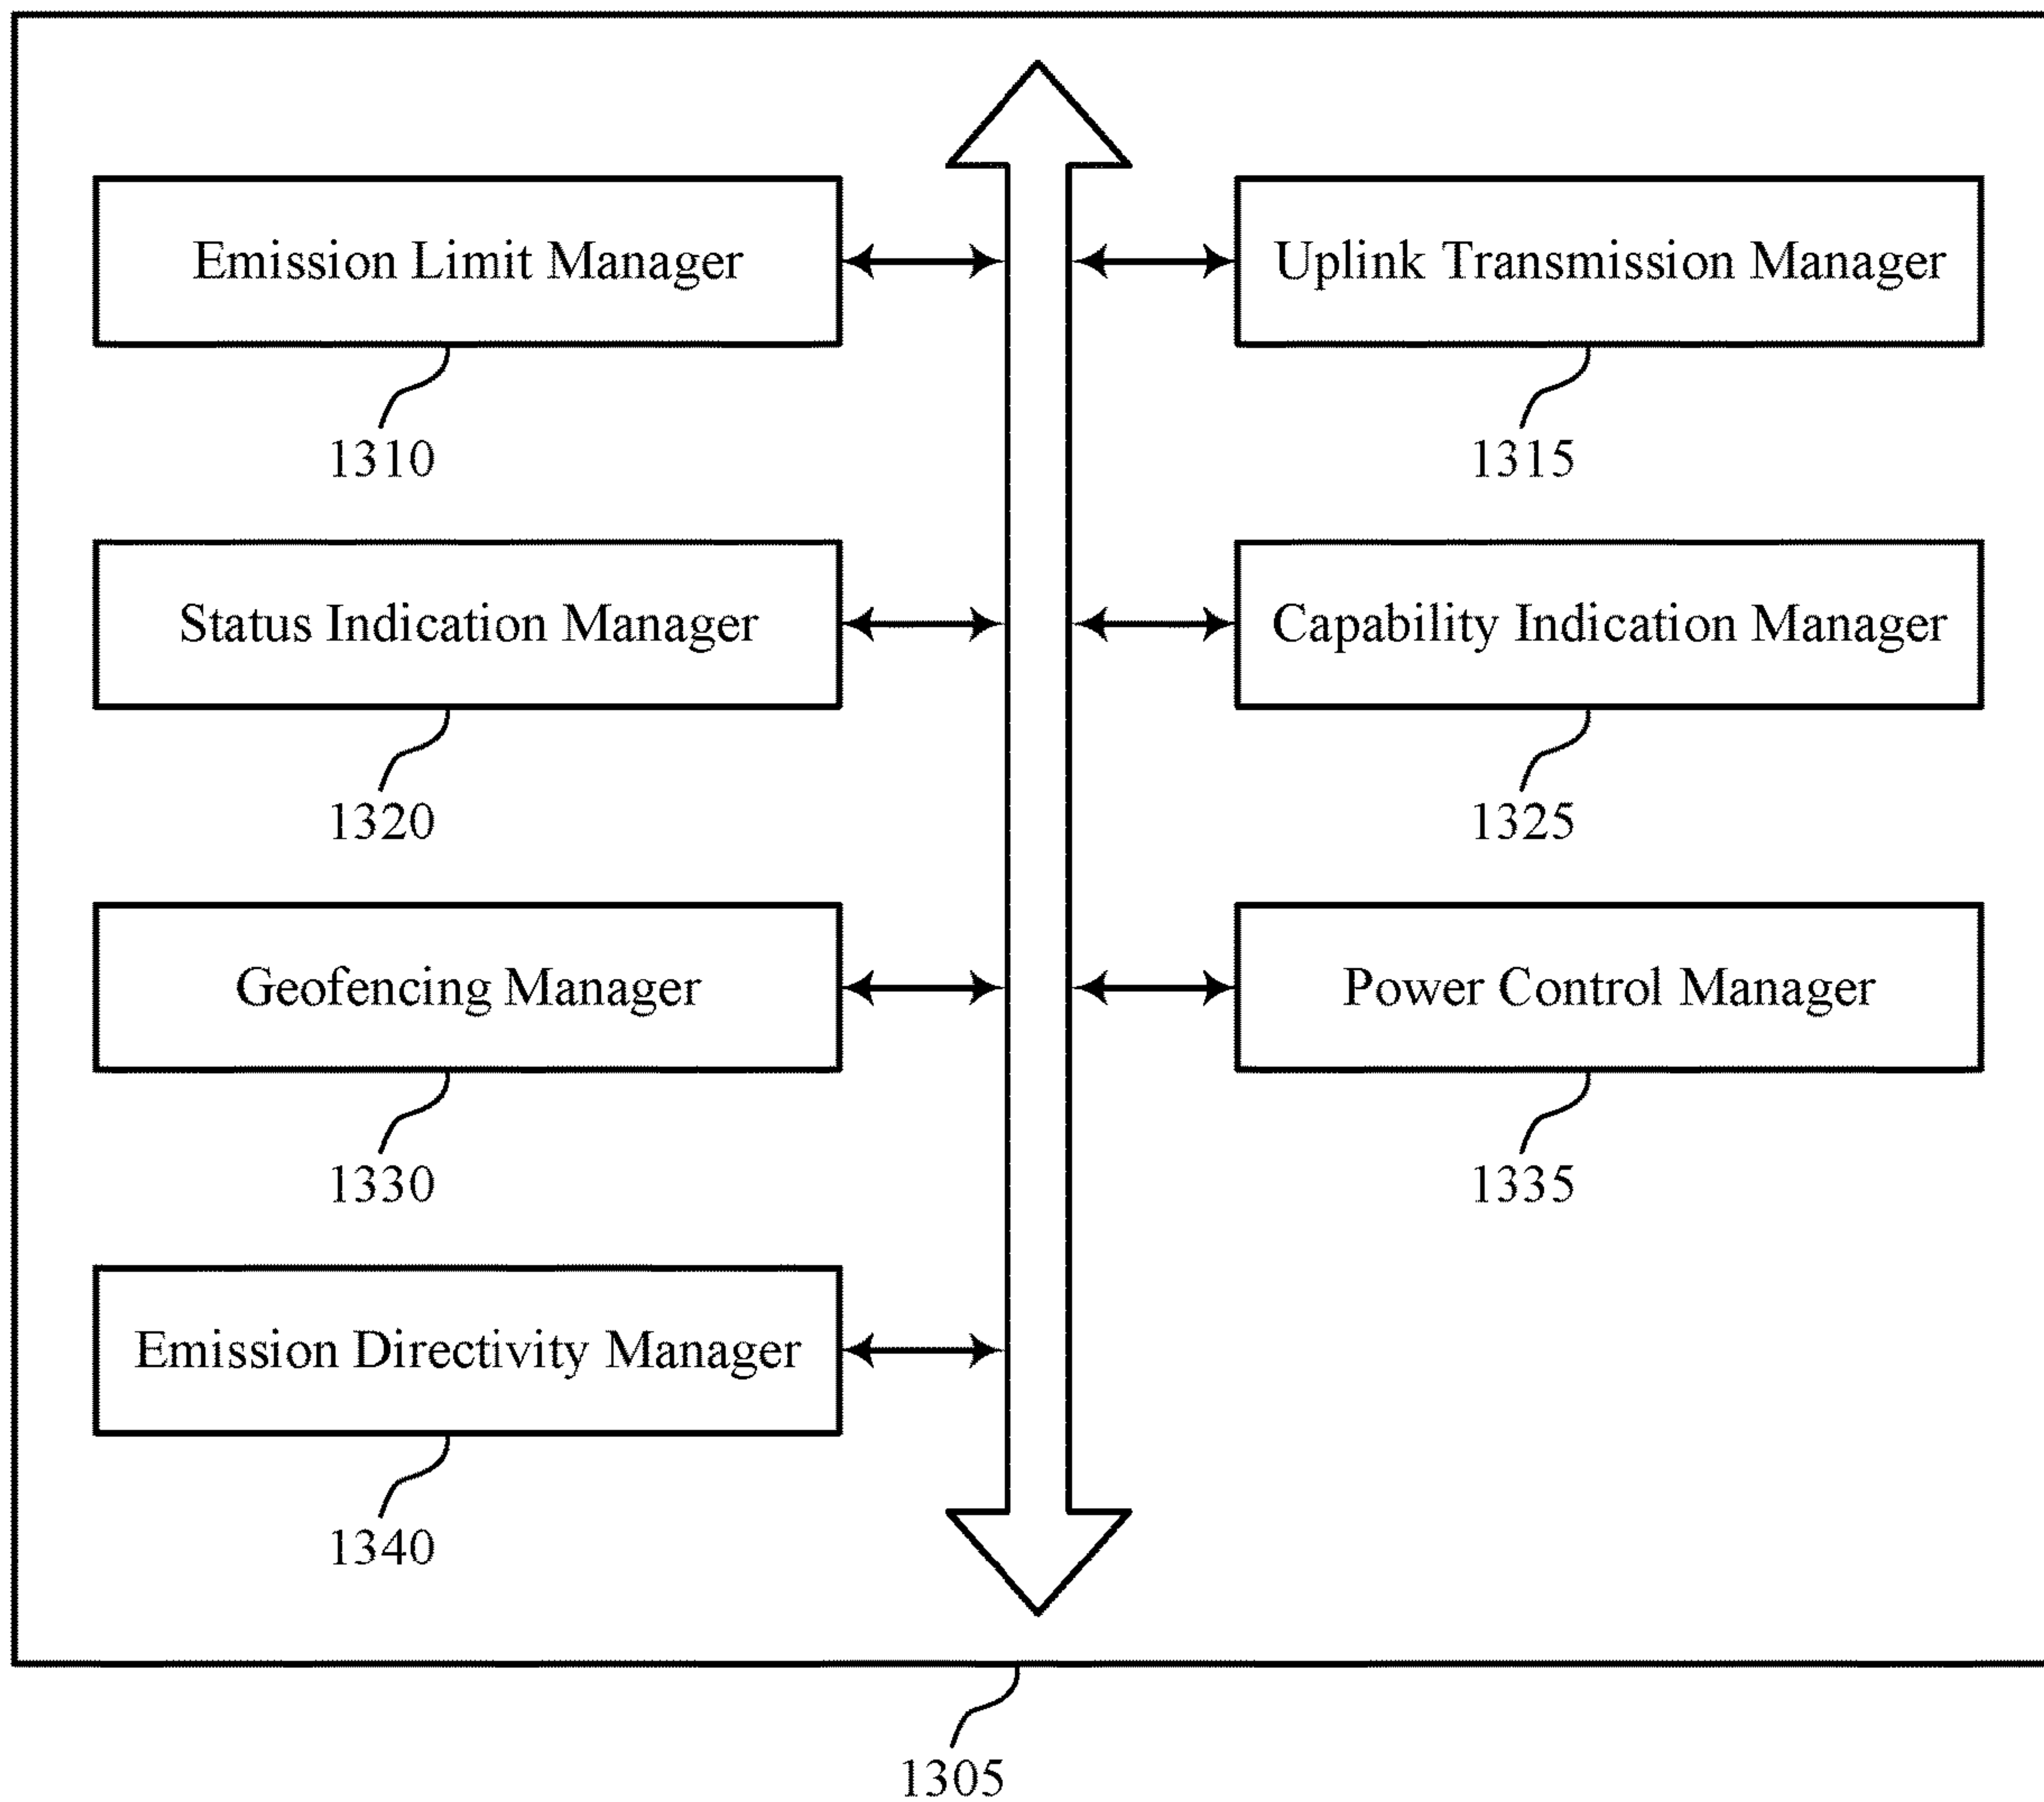 Emission Limit Manager
Uplink Transmission Manager
1310
1315
Status Indication Manager
Capability Indication Manager
1320
1325
Geofencing Manager
Power Control Manager
1330
1335
Emission Directivity Manager
1340
1305